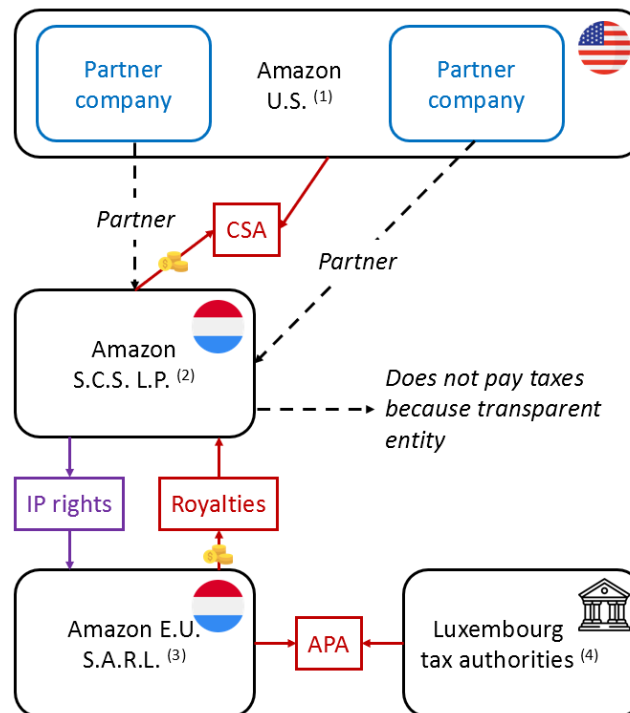 Partner
company
Amazon
U.S. (1)
Partner
company
Partner
CSA
Partner
Amazon
S.C.S. L.P. (2)
Does not pay taxes
because transparent
entity
IP rights
Royalties
Amazon E.U.
S.A.R.L. (3)
APA
Luxembourg
tax authorities (4)